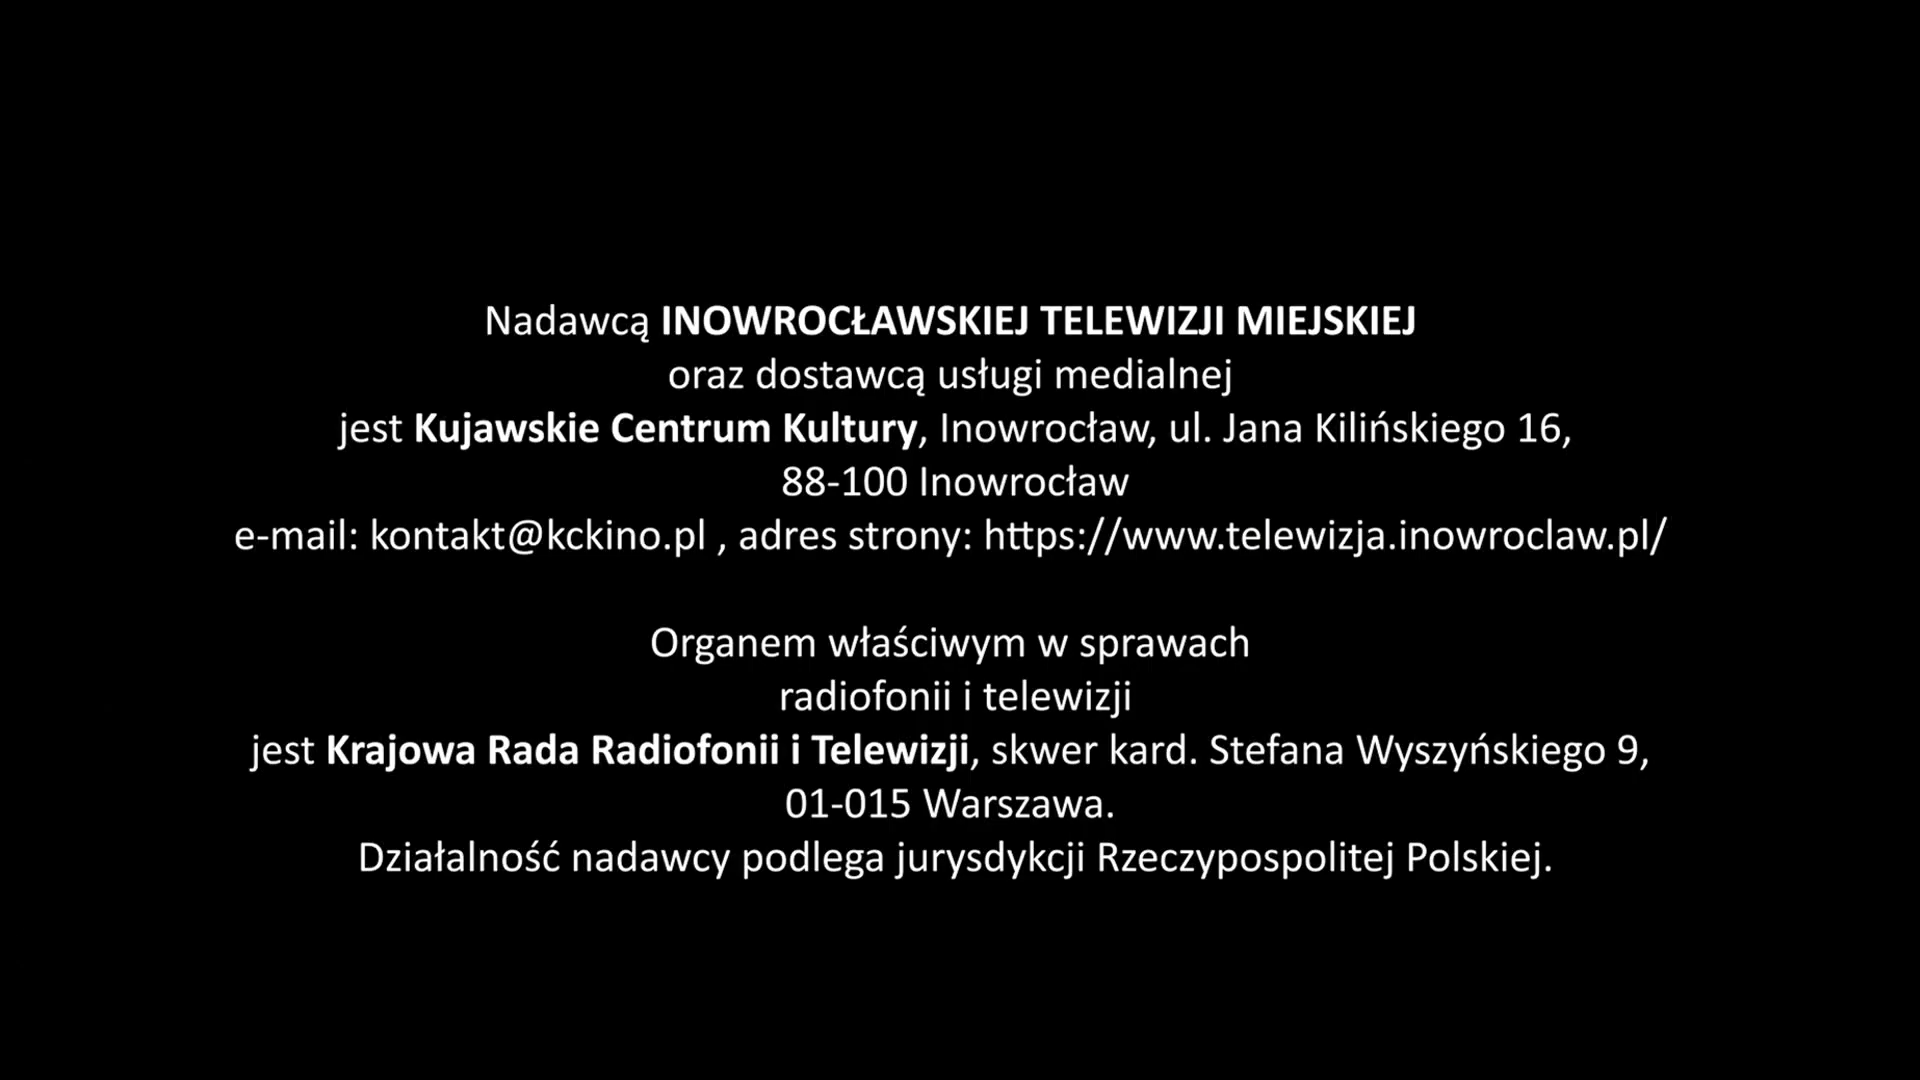 Nadawcą INOWROCŁAWSKIEJ TELEWIZJI MIEJSKIEJ
oraz dostawcą usługi medialnej
jest Kujawskie Centrum Kultury, Inowrocław, ul. Jana Kilińskiego 16,
88-100 Inowrocław
e-mail: kontakt@kckino.pl , adres strony: https://www.telewizja.inowroclaw.pl/
Organem właściwym w sprawach
radiofonii i telewizji
jest Krajowa Rada Radiofonii i Telewizji, skwer kard. Stefana Wyszyńskiego 9,
01-015 Warszawa.
Działalność nadawcy podlega jurysdykcji Rzeczypospolitej Polskiej.